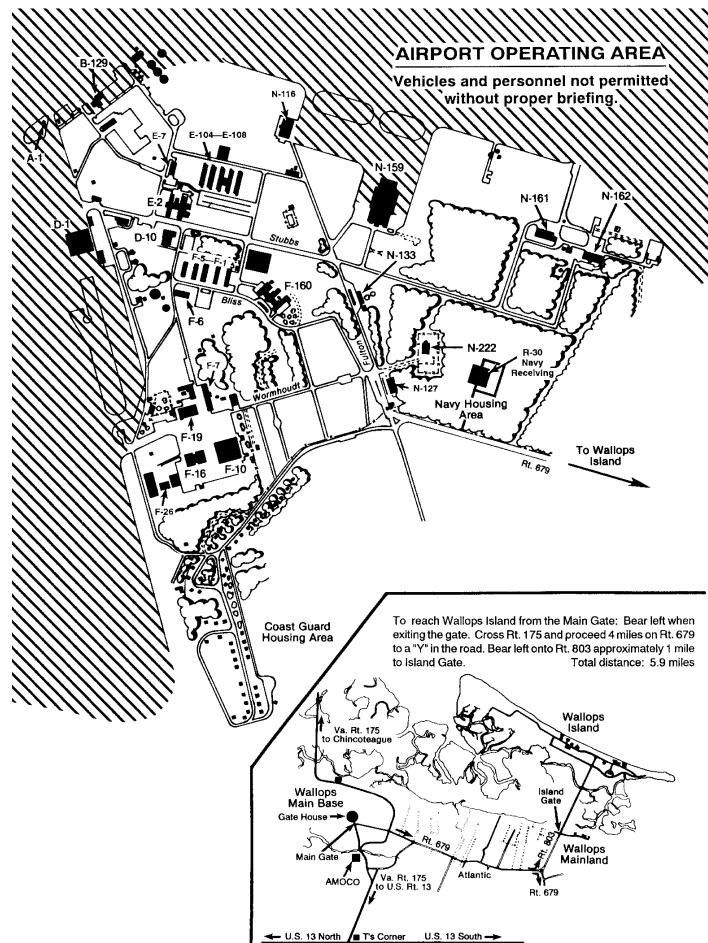 AIRPORT OPERATING AREA
Vehicles and personnel not permitted
without proper briefing.
B-129
N-116
A-1
E-7
E-104—E-108
N-159
E-2
N-161
N-162
D-1
D-10
Stubbs
F-5
N-133
F-160
Bliss
F-6
Fulton
N-222
R-30
Navy
Receiving
F-7
N-127
Wormhoudt
Navy Housing
Area
F-19
To Wallops
Island
Rt. 679
F-16
F-10
F-26
Coast Guard
Housing Area
To reach Wallops Island from the Main Gate: Bear left when
exiting the gate. Cross Rt. 175 and proceed 4 miles on Rt. 679
to a "Y" in the road. Bear left onto Rt. 803 approximately 1 mile
to Island Gate. Total distance: 5.9 miles
Va. Rt. 175
to Chincoteague
Wallops
Island
Wallops
Main Base
Gate House
Island
Gate
Rt. 679
Rt. 803
Wallops
Mainland
Main Gate
AMOCO
Va. Rt. 175
to U.S. Rt. 13
Atlantic
Rt. 679
U.S. 13 North T's Corner U.S. 13 South